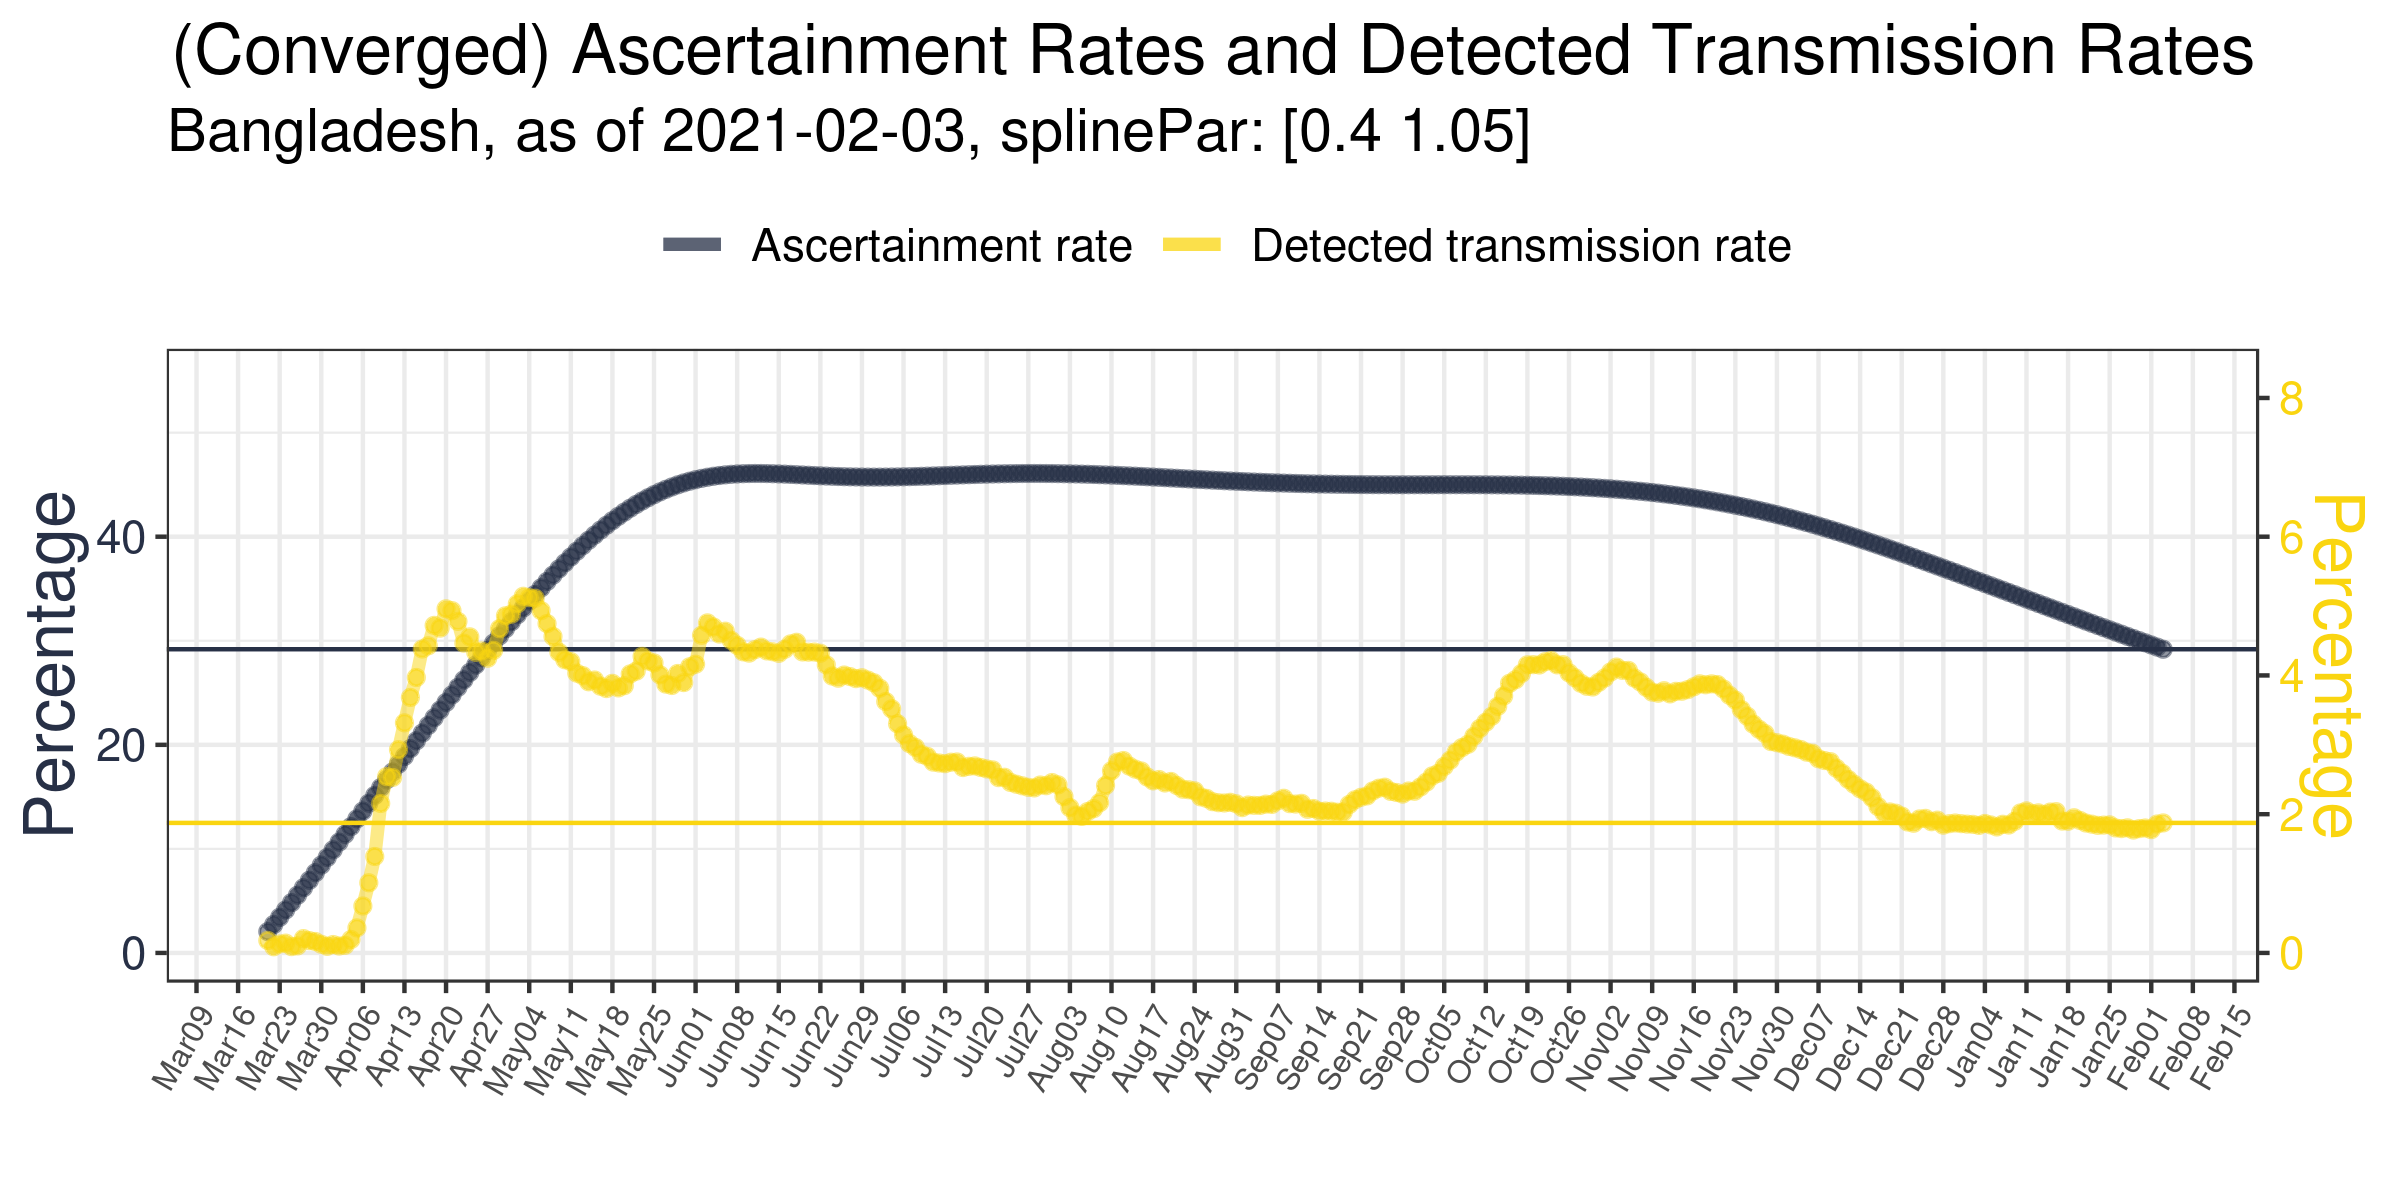 (Converged) Ascertainment Rates and Detected Transmission Rates
Bangladesh, as of 2021-02-03, splinePar: [0.4 1.05]
Ascertainment rate Detected transmission rate
Percentage
40
20
0
8
6
4
2
0
Percentage
Mar09 Mar16 Mar23 Mar30 Apr06 Apr13 Apr20 Apr27 May04 May11 May18 May25 Jun01 Jun08 Jun15 Jun22 Jun29 Jul06 Jul13 Jul20 Jul27 Aug03 Aug10 Aug17 Aug24 Aug31 Sep07 Sep14 Sep21 Sep28 Oct05 Oct12 Oct19 Oct26 Nov02 Nov09 Nov16 Nov23 Nov30 Dec07 Dec14 Dec21 Dec28 Jan04 Jan11 Jan18 Jan25 Feb01 Feb08 Feb15